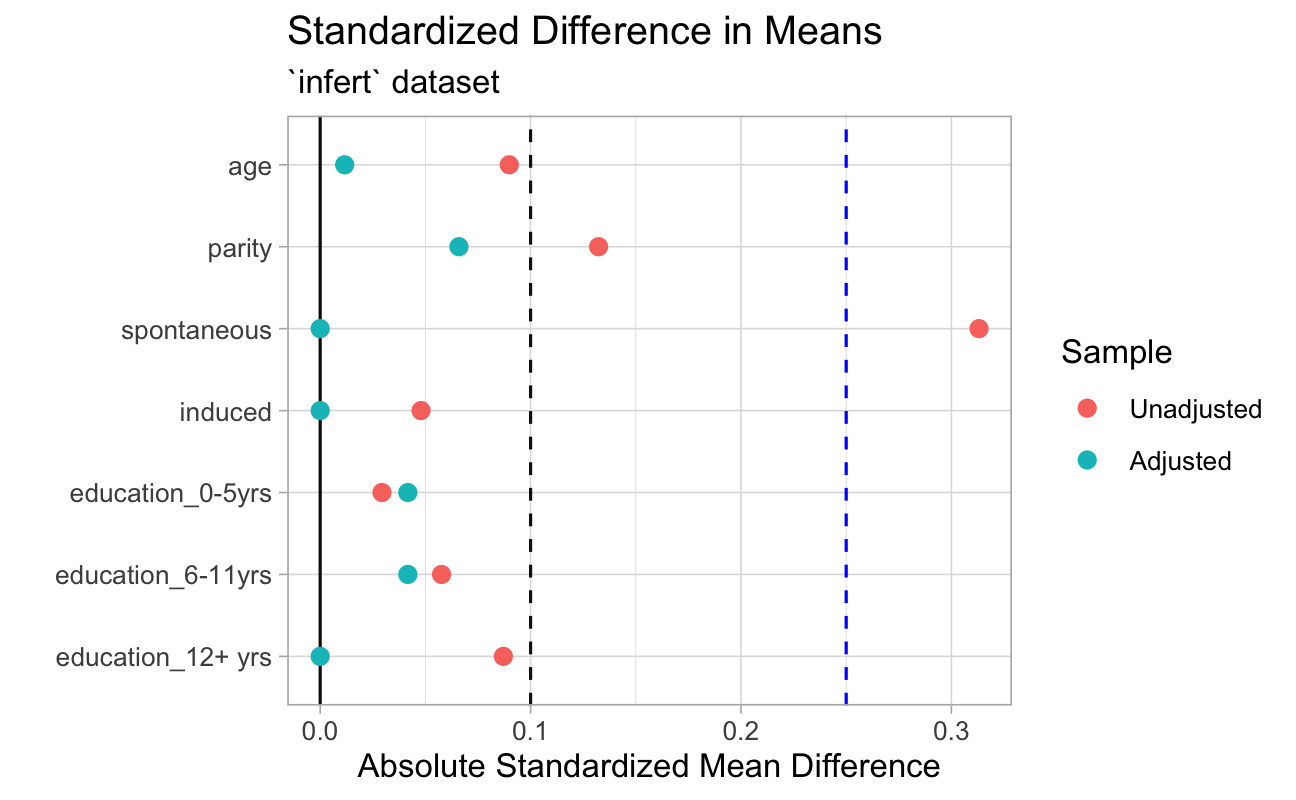 Standardized Difference in Means
`infert` dataset
age
parity
spontaneous
induced
education_0-5yrs
education_6-11yrs
education_12+ yrs
0.0 0.1 0.2 0.3
Absolute Standardized Mean Difference
Sample
Unadjusted
Adjusted